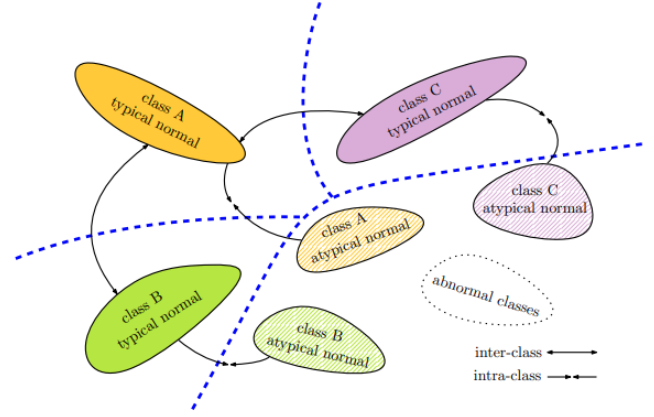 class A
typical normal
class C
typical normal
class C
atypical normal
class A
atypical normal
abnormal classes
class B
typical normal
class B
atypical normal
inter-class
intra-class